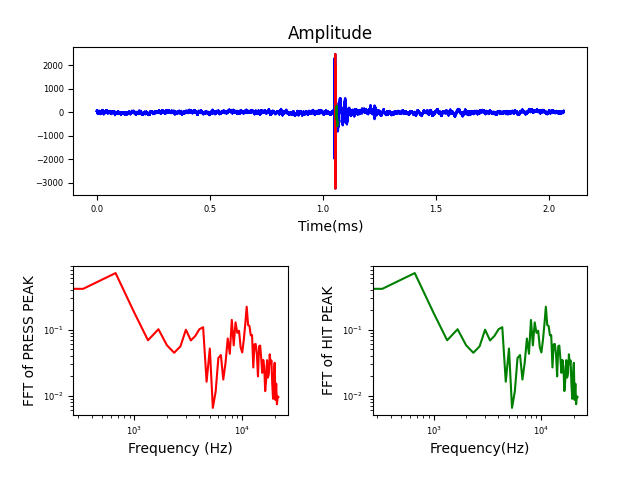 Amplitude
2000
1000
0
−1000
−2000
−3000
0.0 0.5 1.0 1.5 2.0
Time(ms)
FFT of PRESS PEAK
10⁻¹
10⁻²
10³ 10⁴
Frequency (Hz)
FFT of HIT PEAK
10⁻¹
10⁻²
10³ 10⁴
Frequency(Hz)